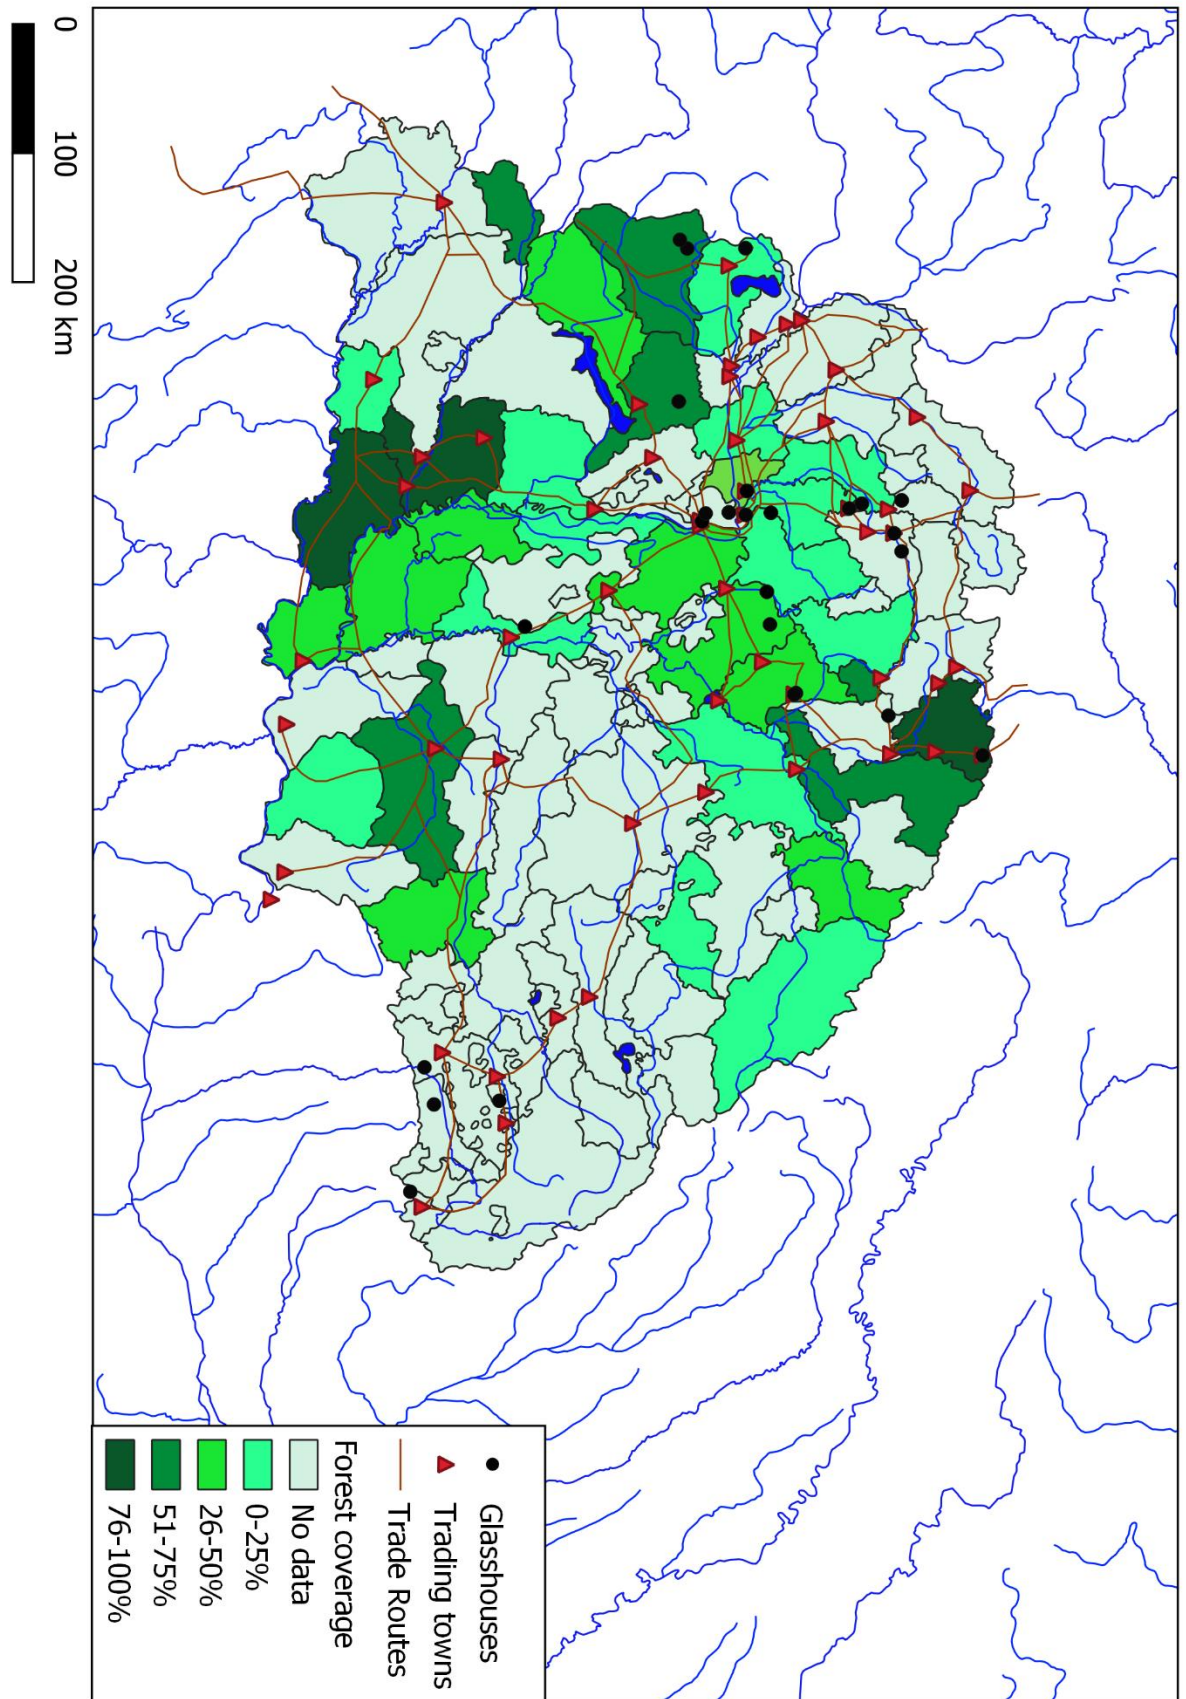 0 100 200 km
Glasshouses
Trading towns
Trade Routes
Forest coverage
No data
0-25%
26-50%
51-75%
76-100%